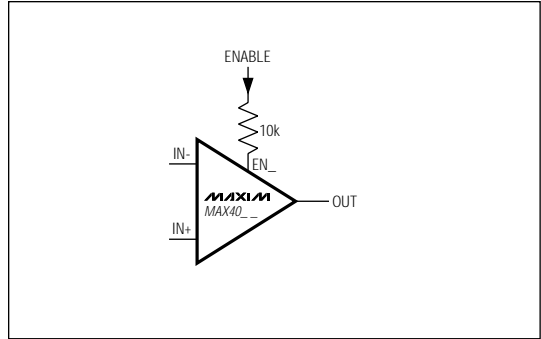 ENABLE
10k
IN-
EN_
MAXIM
MAX40_ _
OUT
IN+